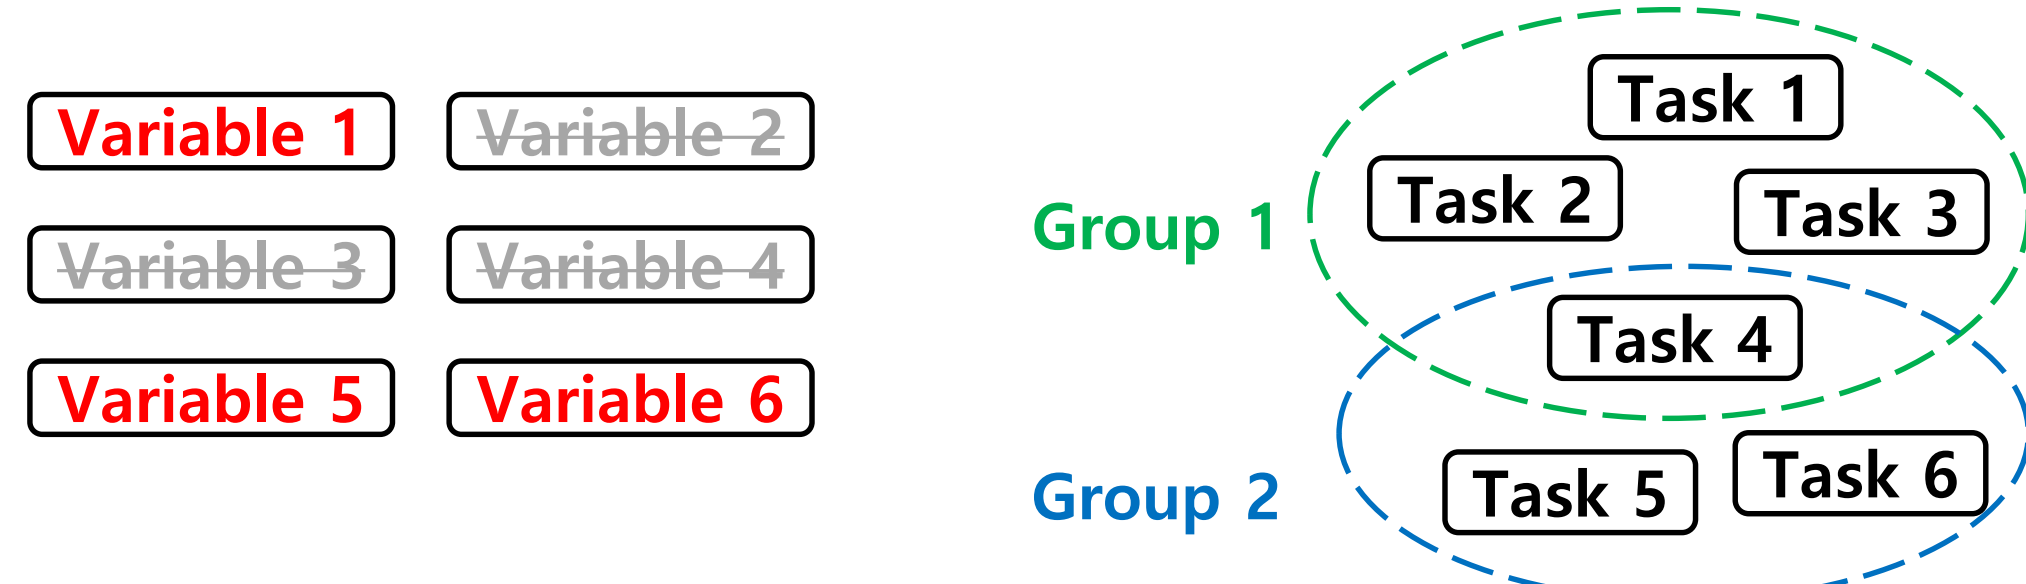 Variable 1
Variable 2
Variable 3
Variable 4
Variable 5
Variable 6
Group 1
Task 1
Task 2
Task 3
Task 4
Group 2
Task 5
Task 6